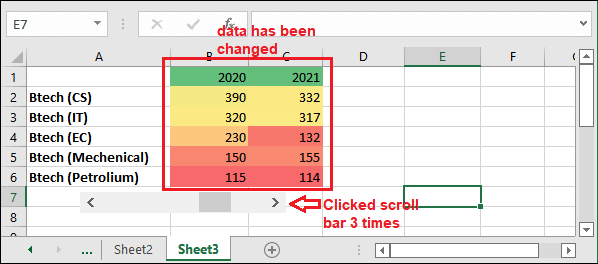 E7
fx
data has been
changed
A B C D E F
1 2020 2021
2 Btech (CS) 390 332
3 Btech (IT) 320 317
4 Btech (EC) 230 132
5 Btech (Mechenical) 150 155
6 Btech (Petrolium) 115 114
7
Clicked scroll
bar 3 times
8
... Sheet2 Sheet3